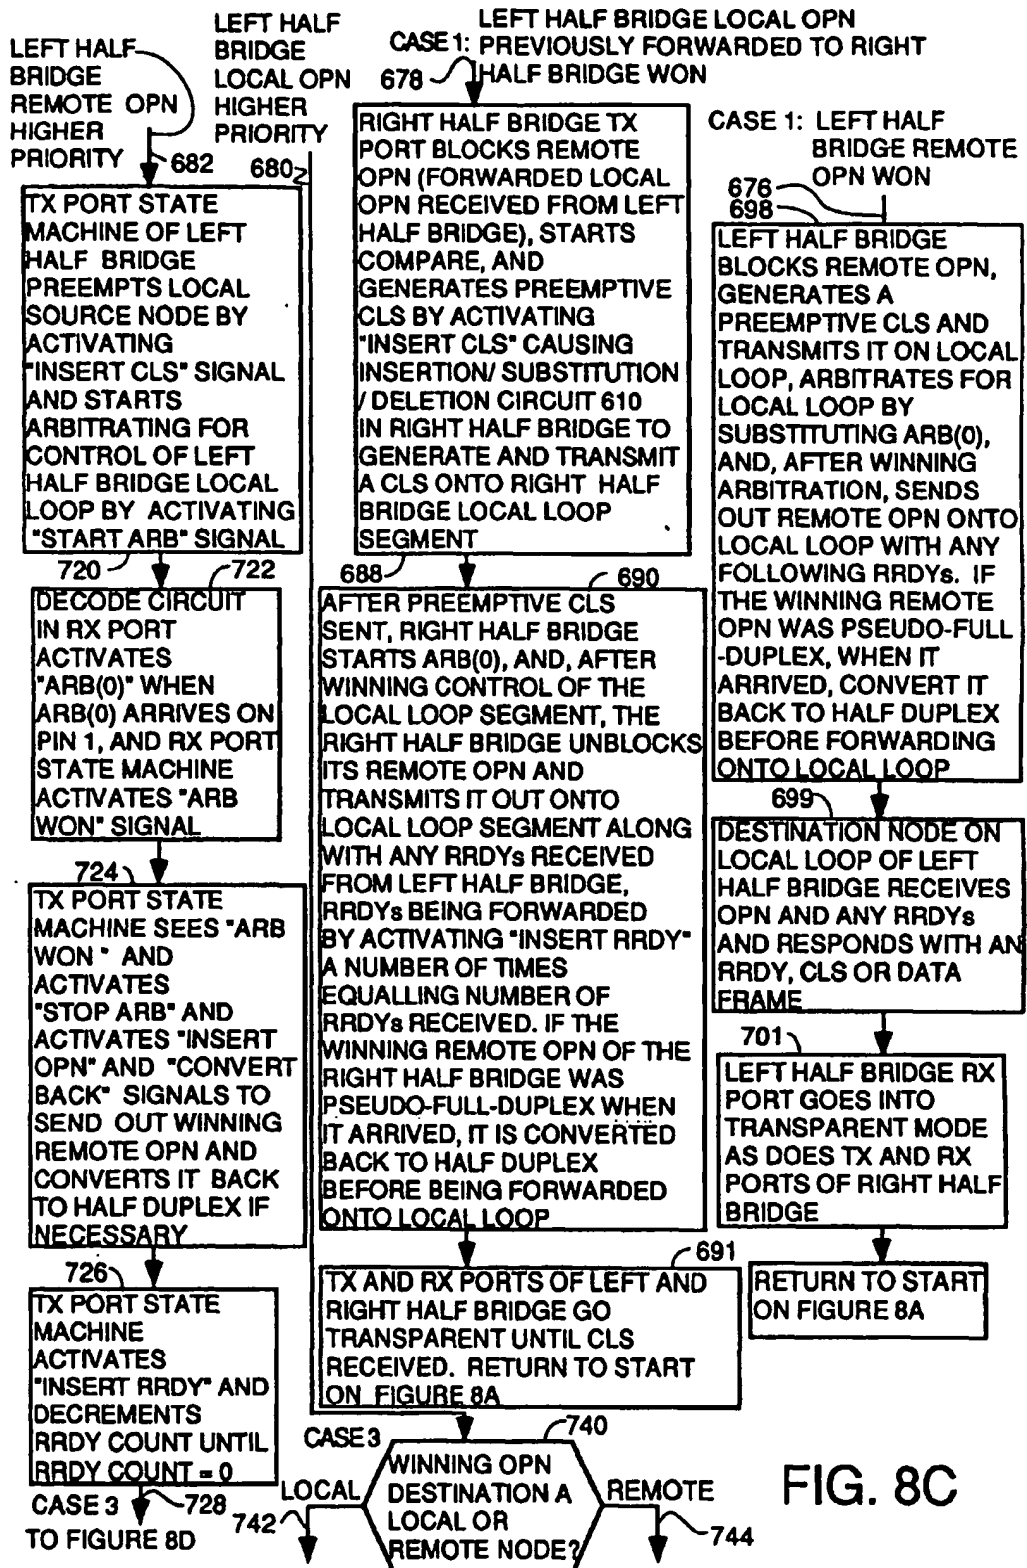 LEFT HALF
BRIDGE
REMOTE OPN
HIGHER
PRIORITY
682
TX PORT STATE
MACHINE OF LEFT
HALF BRIDGE
PREEMPTS LOCAL
SOURCE NODE BY
ACTIVATING
"INSERT CLS" SIGNAL
AND STARTS
ARBITRATING FOR
CONTROL OF LEFT
HALF BRIDGE LOCAL
LOOP BY ACTIVATING
"START ARB" SIGNAL
720
722
DECODE CIRCUIT
IN RX PORT
ACTIVATES
"ARB(0)" WHEN
ARB(0) ARRIVES ON
PIN 1, AND RX PORT
STATE MACHINE
ACTIVATES "ARB
WON" SIGNAL
724
TX PORT STATE
MACHINE SEES "ARB
WON " AND
ACTIVATES
"STOP ARB" AND
ACTIVATES "INSERT
OPN" AND "CONVERT
BACK" SIGNALS TO
SEND OUT WINNING
REMOTE OPN AND
CONVERTS IT BACK
TO HALF DUPLEX IF
NECESSARY
726
TX PORT STATE
MACHINE
ACTIVATES
"INSERT RRDY" AND
DECREMENTS
RRDY COUNT UNTIL
RRDY COUNT = 0
CASE 3
728
TO FIGURE 8D
LEFT HALF
BRIDGE
LOCAL OPN
HIGHER
PRIORITY
680
LEFT HALF BRIDGE LOCAL OPN
CASE 1: PREVIOUSLY FORWARDED TO RIGHT
678 HALF BRIDGE WON
RIGHT HALF BRIDGE TX
PORT BLOCKS REMOTE
OPN (FORWARDED LOCAL
OPN RECEIVED FROM LEFT
HALF BRIDGE), STARTS
COMPARE, AND
GENERATES PREEMPTIVE
CLS BY ACTIVATING
"INSERT CLS" CAUSING
INSERTION/ SUBSTITUTION
/ DELETION CIRCUIT 610
IN RIGHT HALF BRIDGE TO
GENERATE AND TRANSMIT
A CLS ONTO RIGHT HALF
BRIDGE LOCAL LOOP
SEGMENT
688
690
AFTER PREEMPTIVE CLS
SENT, RIGHT HALF BRIDGE
STARTS ARB(0), AND, AFTER
WINNING CONTROL OF THE
LOCAL LOOP SEGMENT, THE
RIGHT HALF BRIDGE UNBLOCKS
ITS REMOTE OPN AND
TRANSMITS IT OUT ONTO
LOCAL LOOP SEGMENT ALONG
WITH ANY RRDYs RECEIVED
FROM LEFT HALF BRIDGE,
RRDYs BEING FORWARDED
BY ACTIVATING "INSERT RRDY"
A NUMBER OF TIMES
EQUALLING NUMBER OF
RRDYs RECEIVED. IF THE
WINNING REMOTE OPN OF THE
RIGHT HALF BRIDGE WAS
PSEUDO-FULL-DUPLEX WHEN
IT ARRIVED, IT IS CONVERTED
BACK TO HALF DUPLEX
BEFORE BEING FORWARDED
ONTO LOCAL LOOP
691
TX AND RX PORTS OF LEFT AND
RIGHT HALF BRIDGE GO
TRANSPARENT UNTIL CLS
RECEIVED. RETURN TO START
ON FIGURE 8A
CASE 3
740
WINNING OPN
DESTINATION A
LOCAL OR
REMOTE NODE?
LOCAL
742
REMOTE
744
CASE 1: LEFT HALF
BRIDGE REMOTE
OPN WON
676
698
LEFT HALF BRIDGE
BLOCKS REMOTE OPN,
GENERATES A
PREEMPTIVE CLS AND
TRANSMITS IT ON LOCAL
LOOP, ARBITRATES FOR
LOCAL LOOP BY
SUBSTITUTING ARB(0),
AND, AFTER WINNING
ARBITRATION, SENDS
OUT REMOTE OPN ONTO
LOCAL LOOP WITH ANY
FOLLOWING RRDYs. IF
THE WINNING REMOTE
OPN WAS PSEUDO-FULL
-DUPLEX, WHEN IT
ARRIVED, CONVERT IT
BACK TO HALF DUPLEX
BEFORE FORWARDING
ONTO LOCAL LOOP
699
DESTINATION NODE ON
LOCAL LOOP OF LEFT
HALF BRIDGE RECEIVES
OPN AND ANY RRDYs
AND RESPONDS WITH AN
RRDY, CLS OR DATA
FRAME
701
LEFT HALF BRIDGE RX
PORT GOES INTO
TRANSPARENT MODE
AS DOES TX AND RX
PORTS OF RIGHT HALF
BRIDGE
RETURN TO START
ON FIGURE 8A
FIG. 8C